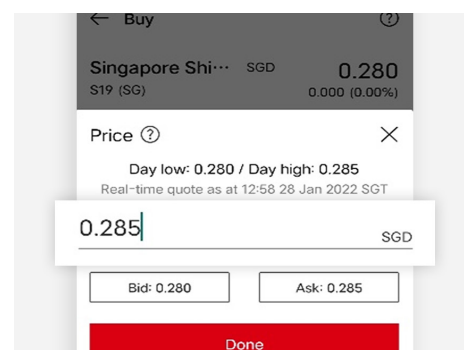 ← Buy ?
Singapore Shi··· SGD 0.280
S19 (SG) 0.000 (0.00%)
Price ?
Day low: 0.280 / Day high: 0.285
Real-time quote as at 12:58 28 Jan 2022 SGT
0.285 SGD
Bid: 0.280 Ask: 0.285
Done